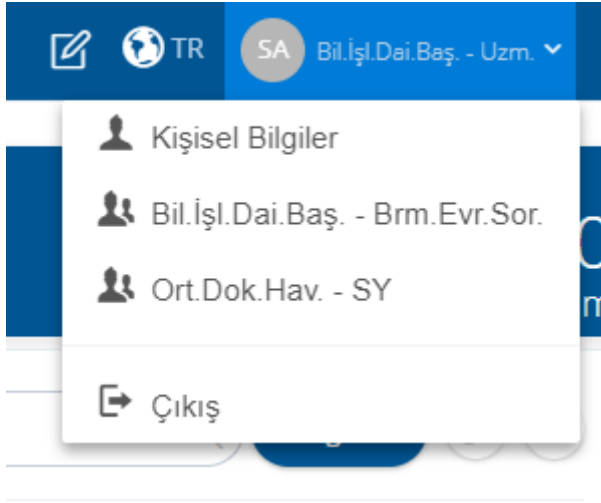 TR
SA
Bil.İşl.Dai.Baş. - Uzm.
Kişisel Bilgiler
Bil.İşl.Dai.Baş. - Brm.Evr.Sor.
Ort.Dok.Hav. - SY
Çıkış